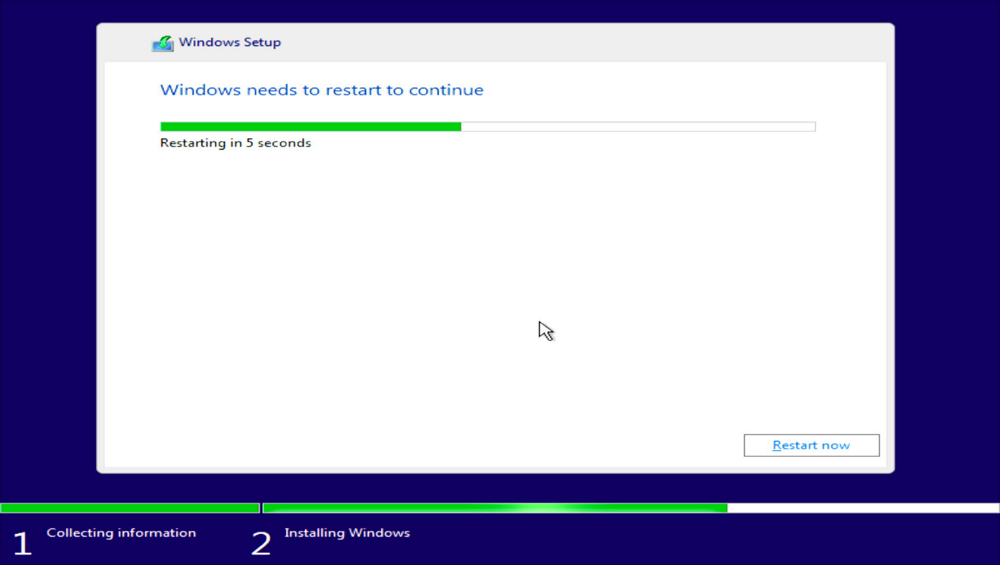 Windows Setup
Windows needs to restart to continue
Restarting in 5 seconds
Restart now
1 Collecting information
2 Installing Windows